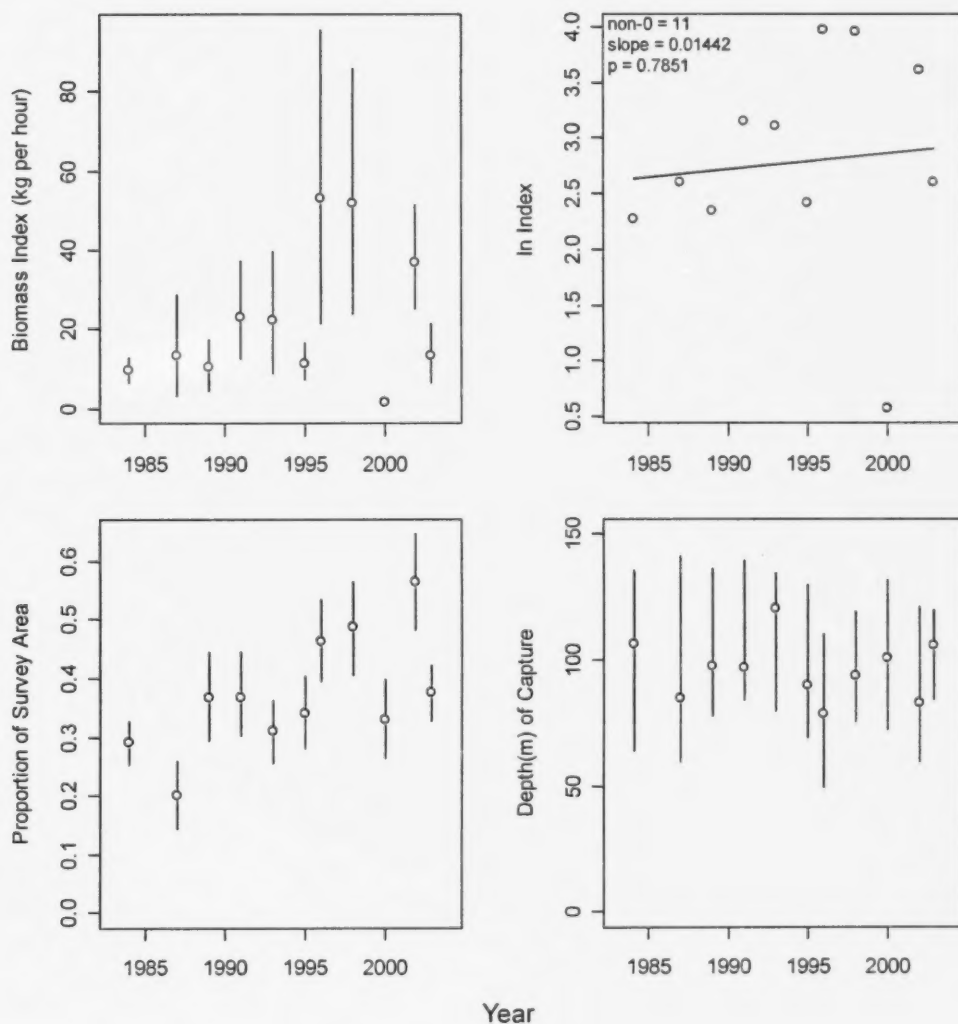 Biomass Index (kg per hour)
0 20 40 60 80
1985 1990 1995 2000
ln Index
0.5 1.0 1.5 2.0 2.5 3.0 3.5 4.0
non-0 = 11
slope = 0.01442
p = 0.7851
1985 1990 1995 2000
Proportion of Survey Area
0.0 0.1 0.2 0.3 0.4 0.5 0.6
1985 1990 1995 2000
Depth(m) of Capture
0 50 100 150
1985 1990 1995 2000
Year